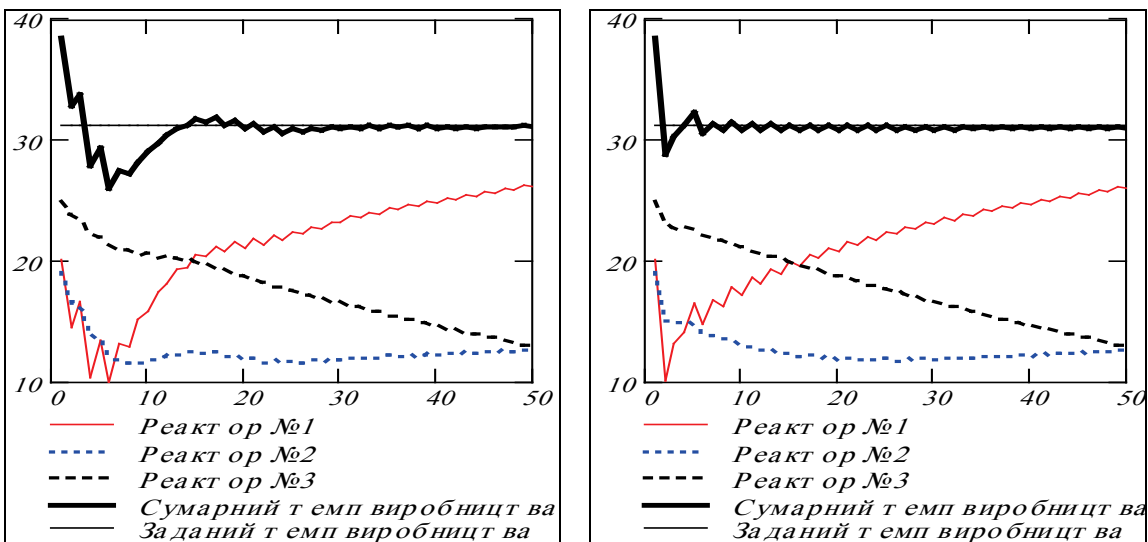 40
30
20
10
0 10 20 30 40 50
Реактор №1
Реактор №2
Реактор №3
Сумарний темп виробництва
Заданий темп виробництва
40
30
20
10
0 10 20 30 40 50
Реактор №1
Реактор №2
Реактор №3
Сумарний темп виробництва
Заданий темп виробництва